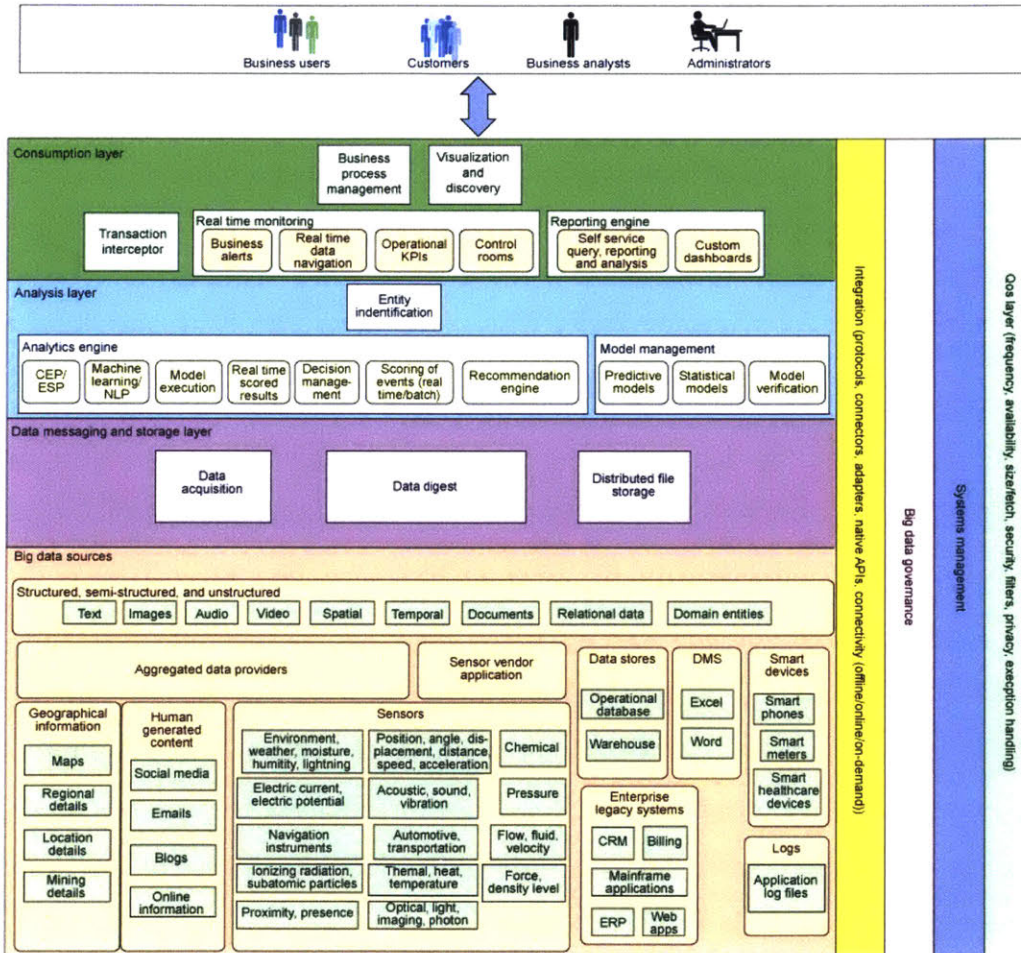 Business users
Customers
Business analysts
Administrators
Consumption layer
Business
process
management
Visualization
and
discovery
Transaction
interceptor
Real time monitoring
Business
alerts
Real time
data
navigation
Operational
KPIs
Control
rooms
Reporting engine
Self service
query, reporting
and analysis
Custom
dashboards
Analysis layer
Entity
indentification
Analytics engine
CEP/
ESP
Machine
learning/
NLP
Model
execution
Real time
scored
results
Decision
manage-
ment
Scoring of
events (real
time/batch)
Recommendation
engine
Model management
Predictive
models
Statistical
models
Model
verification
Data messaging and storage layer
Data
acquisition
Data digest
Distributed file
storage
Big data sources
Structured, semi-structured, and unstructured
Text
Images
Audio
Video
Spatial
Temporal
Documents
Relational data
Domain entities
Aggregated data providers
Sensor vendor
application
Data stores
Operational
database
Warehouse
DMS
Excel
Word
Smart
devices
Smart
phones
Smart
meters
Smart
healthcare
devices
Geographical
information
Maps
Regional
details
Location
details
Mining
details
Human
generated
content
Social media
Emails
Blogs
Online
information
Sensors
Environment,
weather, moisture,
humitity, lightning
Position, angle, dis-
placement, distance,
speed, acceleration
Chemical
Electric current,
electric potential
Acoustic, sound,
vibration
Pressure
Navigation
instruments
Automotive,
transportation
Flow, fluid,
velocity
Ionizing radiation,
subatomic particles
Themal, heat,
temperature
Force,
density level
Proximity, presence
Optical, light,
imaging, photon
Enterprise
legacy systems
CRM
Billing
Mainframe
applications
ERP
Web
apps
Logs
Application
log files
Integration (protocols, connectors, adapters, native APIs, connectivity (offline/online/on-demand))
Big data governance
Systems management
Qos layer (frequency, availability, size/fetch, security, filters, privacy, execption handling)